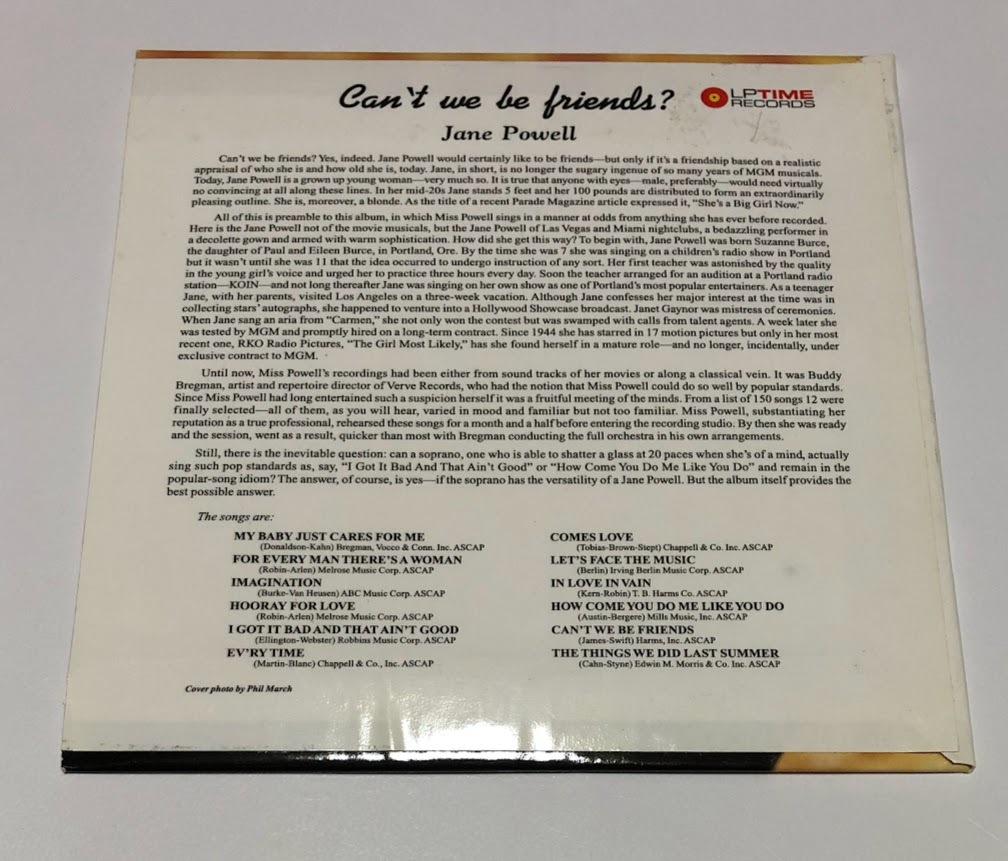 Can't we be friends?
LPTIME
RECORDS
Jane Powell
Can't we be friends? Yes, indeed. Jane Powell would certainly like to be friends—but only if it's a friendship based on a realistic
appraisal of who she is and how old she is, today. Jane, in short, is no longer the sugary ingenue of so many years of MGM musicals.
Today, Jane Powell is a grown up young woman—very much so. It is true that anyone with eyes—male, preferably—would need virtually
no convincing at all along these lines. In her mid-20s Jane stands 5 feet and her 100 pounds are distributed to form an extraordinarily
pleasing outline. She is, moreover, a blonde. As the title of a recent Parade Magazine article expressed it, "She's a Big Girl Now."
All of this is preamble to this album, in which Miss Powell sings in a manner at odds from anything she has ever before recorded.
Here is the Jane Powell not of the movie musicals, but the Jane Powell of Las Vegas and Miami nightclubs, a bedazzling performer in
a decolette gown and armed with warm sophistication. How did she get this way? To begin with, Jane Powell was born Suzanne Burce,
the daughter of Paul and Eileen Burce, in Portland, Ore. By the time she was 7 she was singing on a children's radio show in Portland
but it wasn't until she was 11 that the idea occurred to undergo instruction of any sort. Her first teacher was astonished by the quality
in the young girl's voice and urged her to practice three hours every day. Soon the teacher arranged for an audition at a Portland radio
station—KOIN—and not long thereafter Jane was singing on her own show as one of Portland's most popular entertainers. As a teenager
Jane, with her parents, visited Los Angeles on a three-week vacation. Although Jane confesses her major interest at the time was in
collecting stars' autographs, she happened to venture into a Hollywood Showcase broadcast. Janet Gaynor was mistress of ceremonies.
When Jane sang an aria from "Carmen," she not only won the contest but was swamped with calls from talent agents. A week later she
was tested by MGM and promptly hired on a long-term contract. Since 1944 she has starred in 17 motion pictures but only in her most
recent one, RKO Radio Pictures, "The Girl Most Likely," has she found herself in a mature role—and no longer, incidentally, under
exclusive contract to MGM.
Until now, Miss Powell's recordings had been either from sound tracks of her movies or along a classical vein. It was Buddy
Bregman, artist and repertoire director of Verve Records, who had the notion that Miss Powell could do so well by popular standards.
Since Miss Powell had long entertained such a suspicion herself it was a fruitful meeting of the minds. From a list of 150 songs 12 were
finally selected—all of them, as you will hear, varied in mood and familiar but not too familiar. Miss Powell, substantiating her
reputation as a true professional, rehearsed these songs for a month and a half before entering the recording studio. By then she was ready
and the session, went as a result, quicker than most with Bregman conducting the full orchestra in his own arrangements.
Still, there is the inevitable question: can a soprano, one who is able to shatter a glass at 20 paces when she's of a mind, actually
sing such pop standards as, say, "I Got It Bad And That Ain't Good" or "How Come You Do Me Like You Do" and remain in the
popular-song idiom? The answer, of course, is yes—if the soprano has the versatility of a Jane Powell. But the album itself provides the
best possible answer.
The songs are:
MY BABY JUST CARES FOR ME
(Donaldson-Kahn) Bregman, Vocco & Conn. Inc. ASCAP
FOR EVERY MAN THERE'S A WOMAN
(Robin-Arlen) Melrose Music Corp. ASCAP
IMAGINATION
(Burke-Van Heusen) ABC Music Corp. ASCAP
HOORAY FOR LOVE
(Robin-Arlen) Melrose Music Corp. ASCAP
I GOT IT BAD AND THAT AIN'T GOOD
(Ellington-Webster) Robbins Music Corp. ASCAP
EV'RY TIME
(Martin-Blanc) Chappell & Co., Inc. ASCAP
COMES LOVE
(Tobias-Brown-Stept) Chappell & Co. Inc. ASCAP
LET'S FACE THE MUSIC
(Berlin) Irving Berlin Music Corp. ASCAP
IN LOVE IN VAIN
(Kern-Robin) T. B. Harms Co. ASCAP
HOW COME YOU DO ME LIKE YOU DO
(Austin-Bergere) Mills Music, Inc. ASCAP
CAN'T WE BE FRIENDS
(James-Swift) Harms, Inc. ASCAP
THE THINGS WE DID LAST SUMMER
(Cahn-Styne) Edwin M. Morris & Co. Inc. ASCAP
Cover photo by Phil March